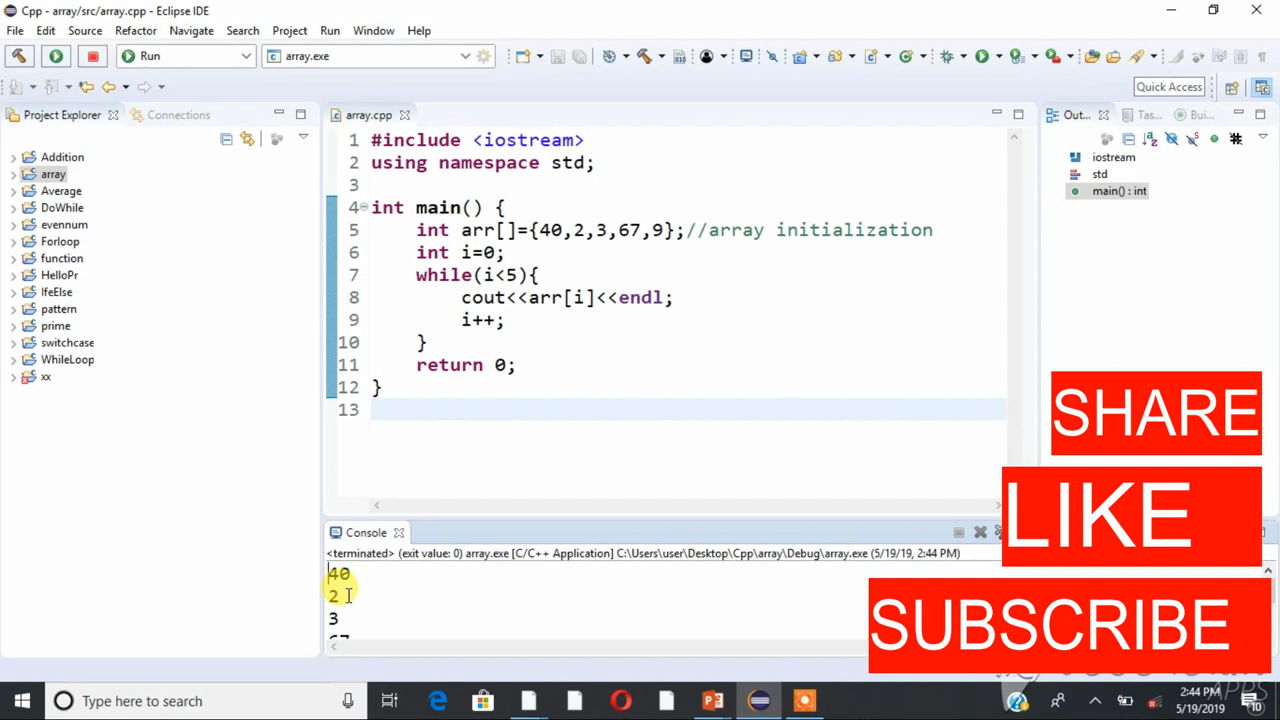 Cpp - array/src/array.cpp - Eclipse IDE
File Edit Source Refactor Navigate Search Project Run Window Help
Run
array.exe
Quick Access
Project Explorer
Connections
array.cpp
Out...
Tas...
Bui...
Addition
array
Average
DoWhile
evennum
Forloop
function
HelloPr
IfeElse
pattern
prime
switchcase
WhileLoop
xx
1 #include <iostream>
2 using namespace std;
3
4 int main() {
5 int arr[]={40,2,3,67,9};//array initialization
6 int i=0;
7 while(i<5){
8 cout<<arr[i]<<endl;
9 i++;
10 }
11 return 0;
12 }
13
iostream
std
main() : int
SHARE
LIKE
SUBSCRIBE
Console
<terminated> (exit value: 0) array.exe [C/C++ Application] C:\Users\user\Desktop\Cpp\array\Debug\array.exe (5/19/19, 2:44 PM)
40
2
3
67
Type here to search
2:44 PM
5/19/2019
10
APPS